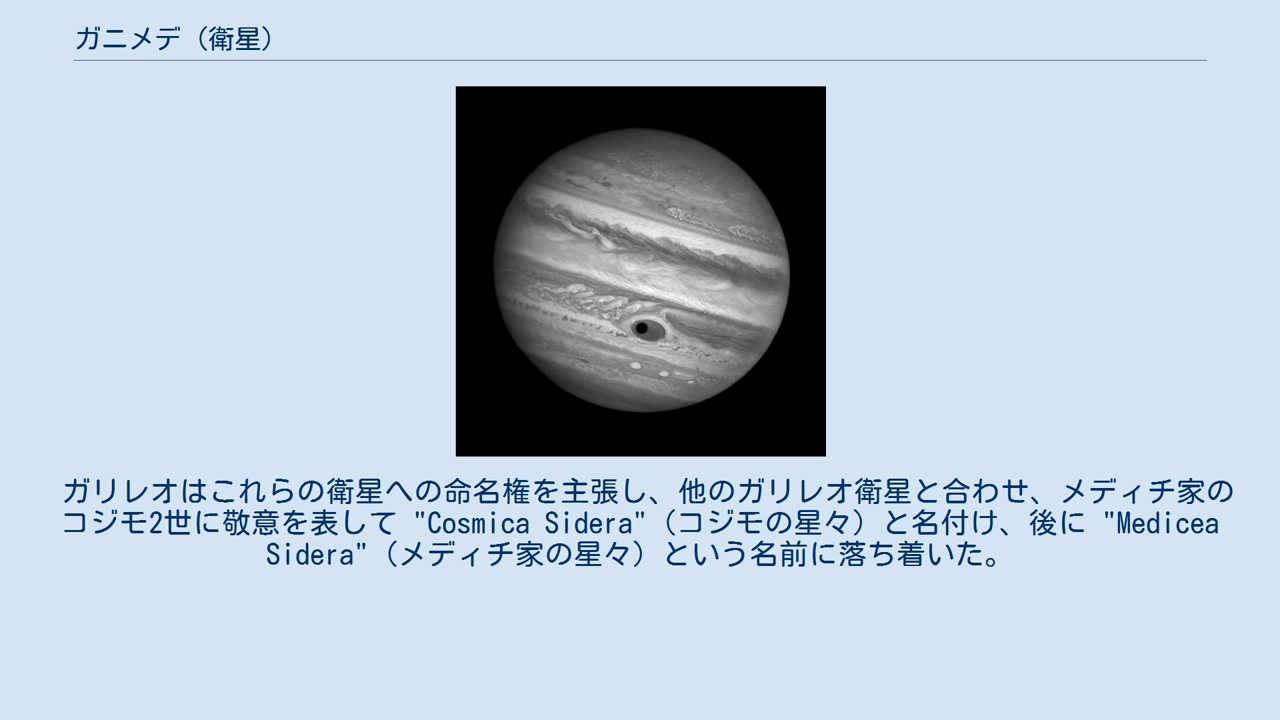 ガニメデ（衛星）
ガリレオはこれらの衛星への命名権を主張し、他のガリレオ衛星と合わせ、メディチ家の
コジモ2世に敬意を表して "Cosmica Sidera"（コジモの星々）と名付け、後に "Medicea
Sidera"（メディチ家の星々）という名前に落ち着いた。